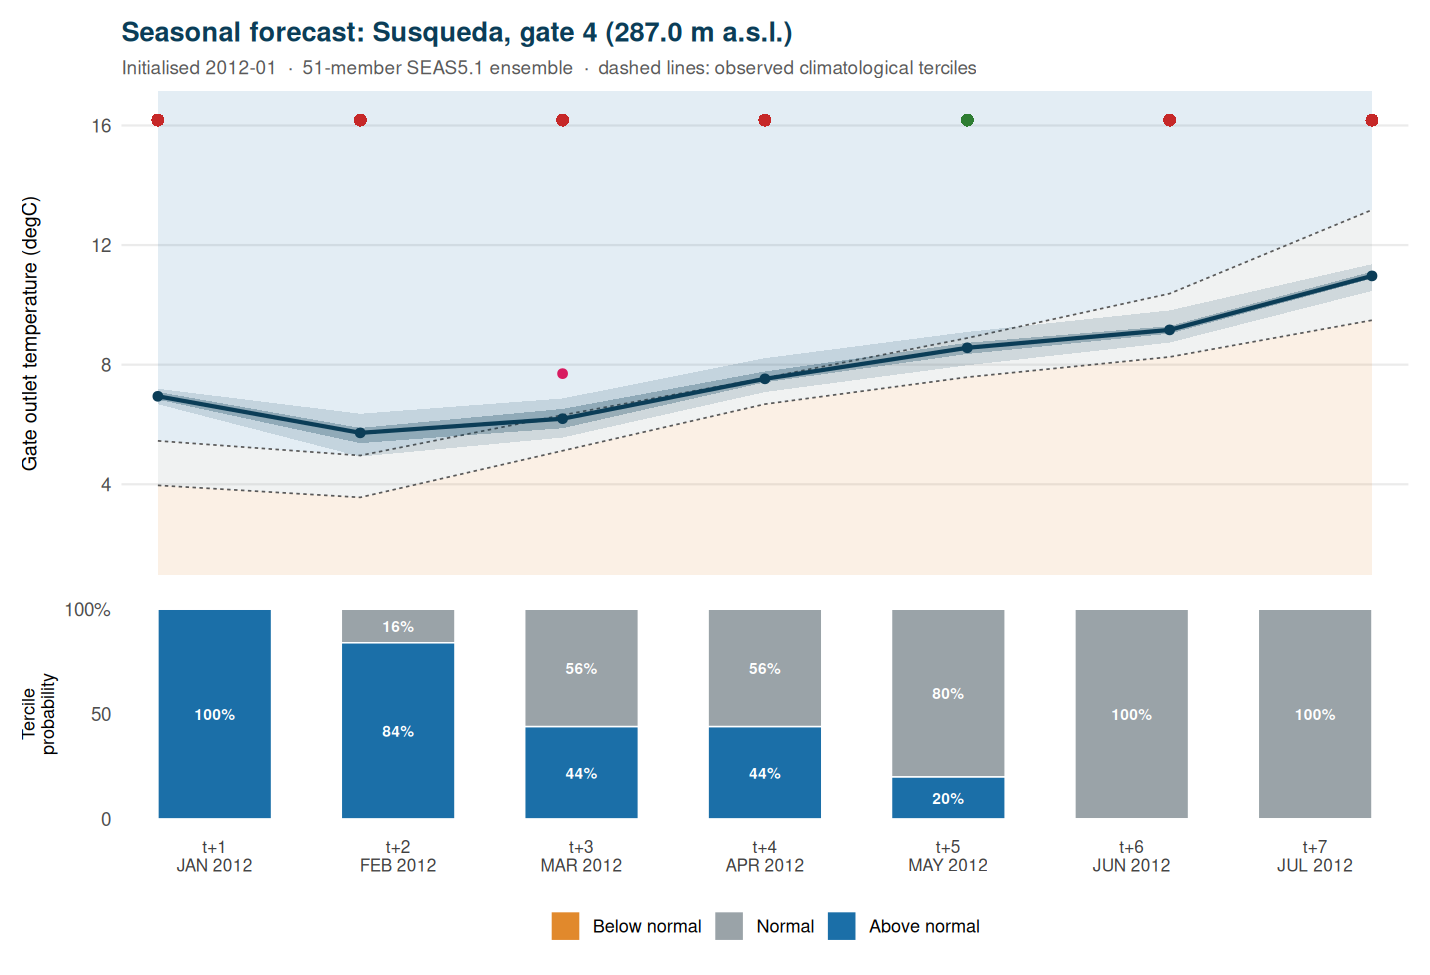 Seasonal forecast: Susqueda, gate 4 (287.0 m a.s.l.)
Initialised 2012-01 · 51-member SEAS5.1 ensemble · dashed lines: observed climatological terciles
Gate outlet temperature (degC)
16
12
8
4
Tercile
probability
100%
50
0
100%
16%
84%
56%
44%
56%
44%
80%
20%
100%
100%
t+1
JAN 2012
t+2
FEB 2012
t+3
MAR 2012
t+4
APR 2012
t+5
MAY 2012
t+6
JUN 2012
t+7
JUL 2012
Below normal
Normal
Above normal